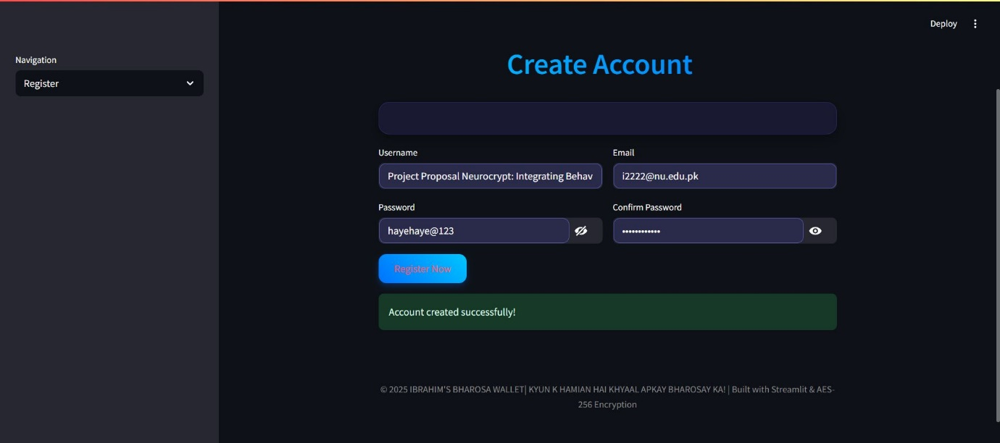 Deploy
Navigation
Register
Create Account
Username
Email
Project Proposal Neurocrypt: Integrating Behav
i2222@nu.edu.pk
Password
Confirm Password
hayehaye@123
••••••••••••
Register Now
Account created successfully!
© 2025 IBRAHIM'S BHAROSA WALLET| KYUN K HAMIAN HAI KHYAAL APKAY BHAROSAY KA! | Built with Streamlit & AES-
256 Encryption